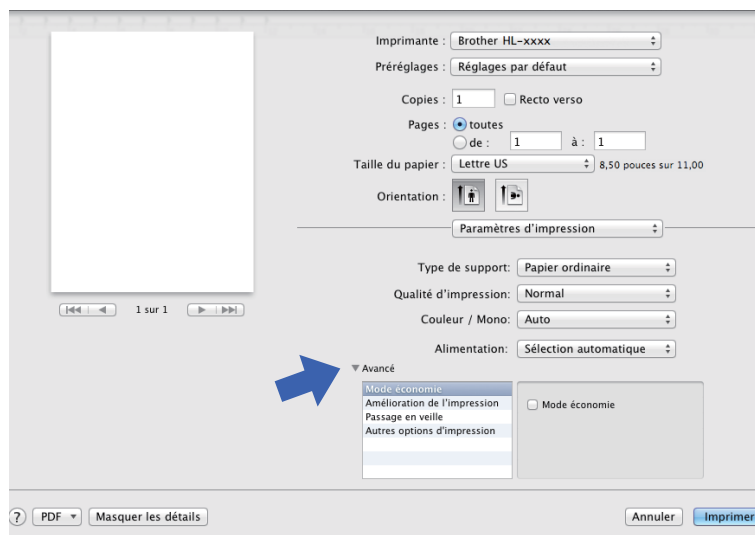 Imprimante : Brother HL-xxxx
Préréglages : Réglages par défaut
Copies : 1 Recto verso
Pages : toutes
de : 1 à : 1
Taille du papier : Lettre US 8,50 pouces sur 11,00
Orientation :
Paramètres d'impression
Type de support: Papier ordinaire
Qualité d'impression: Normal
1 sur 1
Couleur / Mono: Auto
Alimentation: Sélection automatique
Avancé
Mode économie
Amélioration de l'impression
Passage en veille
Autres options d'impression
Mode économie
? PDF Masquer les détails Annuler Imprimer